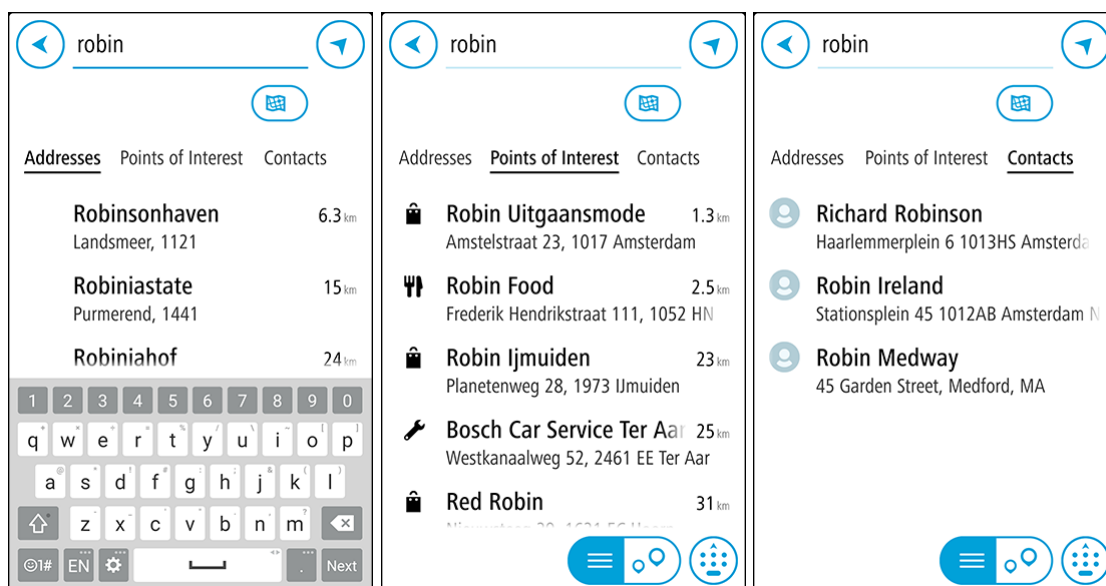 robin
Addresses Points of Interest Contacts
Robinsonhaven 6.3 km
Landsmeer, 1121
Robiniastate 15 km
Purmerend, 1441
Robiniahof 24 km
1 2 3 4 5 6 7 8 9 0
q w e r t y u i o p
a s d f g h j k l
z x c v b n m
☺1# EN . Next
robin
Addresses Points of Interest Contacts
Robin Uitgaansmode 1.3 km
Amstelstraat 23, 1017 Amsterdam
Robin Food 2.5 km
Frederik Hendrikstraat 111, 1052 HN
Robin Ijmuiden 23 km
Planetenweg 28, 1973 IJmuiden
Bosch Car Service Ter Aar 25 km
Westkanaalweg 52, 2461 EE Ter Aar
Red Robin 31 km
robin
Addresses Points of Interest Contacts
Richard Robinson
Haarlemmerplein 6 1013HS Amsterda
Robin Ireland
Stationsplein 45 1012AB Amsterdam N
Robin Medway
45 Garden Street, Medford, MA